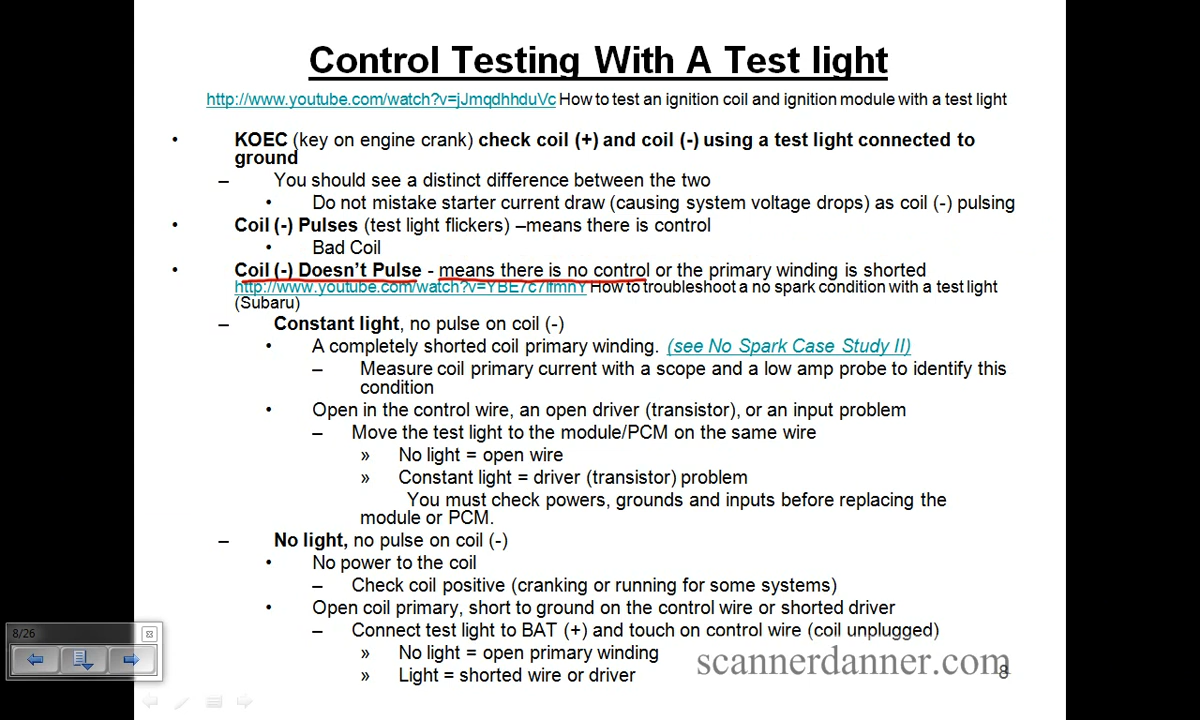 Control Testing With A Test light
http://www.youtube.com/watch?v=jJmqdhhduVc How to test an ignition coil and ignition module with a test light
• KOEC (key on engine crank) check coil (+) and coil (-) using a test light connected to
ground
– You should see a distinct difference between the two
• Do not mistake starter current draw (causing system voltage drops) as coil (-) pulsing
• Coil (-) Pulses (test light flickers) –means there is control
• Bad Coil
• Coil (-) Doesn't Pulse - means there is no control or the primary winding is shorted
http://www.youtube.com/watch?v=YBE7c7IfmnY How to troubleshoot a no spark condition with a test light
(Subaru)
– Constant light, no pulse on coil (-)
• A completely shorted coil primary winding. (see No Spark Case Study II)
– Measure coil primary current with a scope and a low amp probe to identify this
condition
• Open in the control wire, an open driver (transistor), or an input problem
– Move the test light to the module/PCM on the same wire
» No light = open wire
» Constant light = driver (transistor) problem
You must check powers, grounds and inputs before replacing the
module or PCM.
– No light, no pulse on coil (-)
• No power to the coil
– Check coil positive (cranking or running for some systems)
• Open coil primary, short to ground on the control wire or shorted driver
– Connect test light to BAT (+) and touch on control wire (coil unplugged)
» No light = open primary winding
» Light = shorted wire or driver
8/26
scannerdanner.com
8